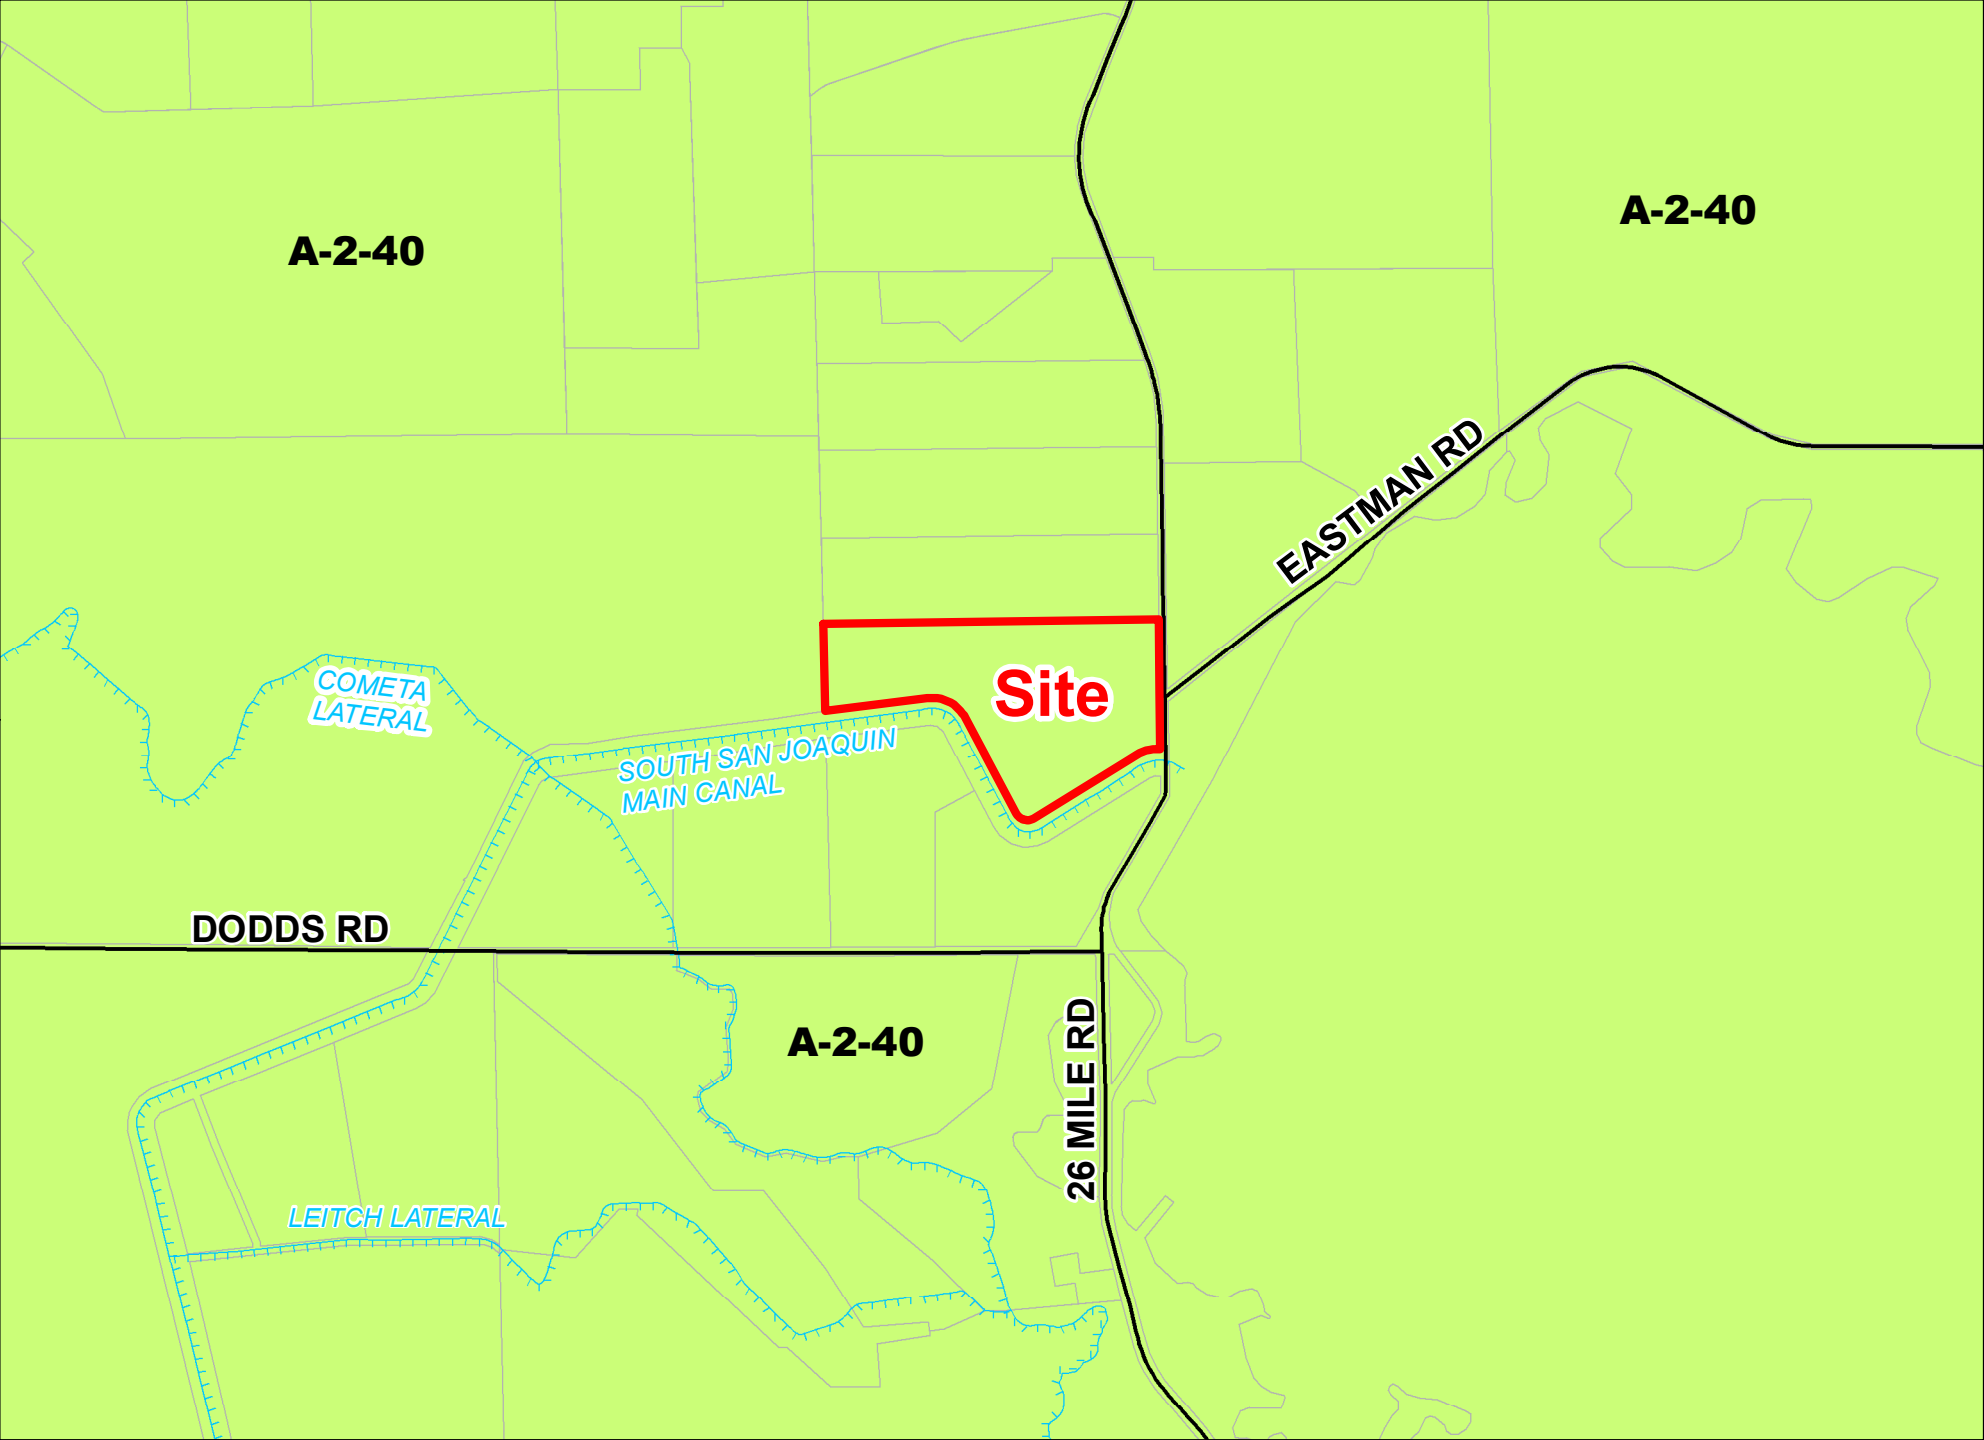 A-2-40
A-2-40
EASTMAN RD
Site
COMETA
LATERAL
SOUTH SAN JOAQUIN
MAIN CANAL
DODDS RD
A-2-40
26 MILE RD
LEITCH LATERAL